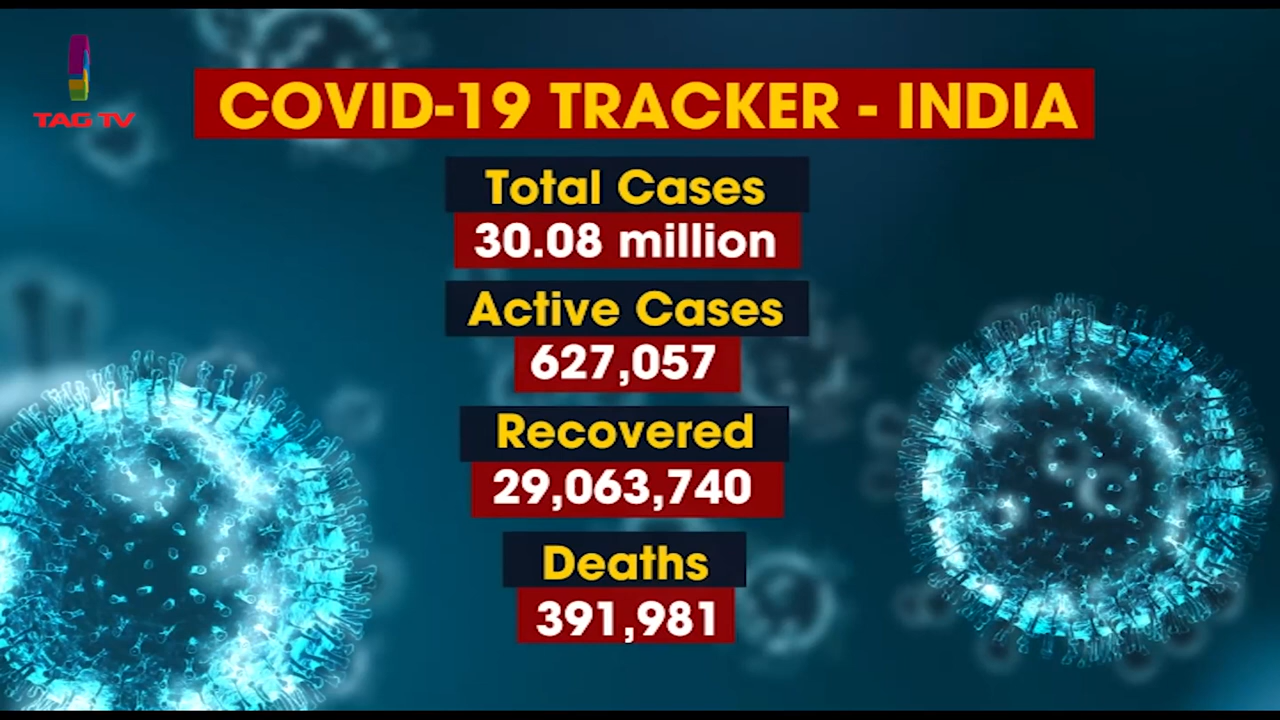 TAG TV
COVID-19 TRACKER - INDIA
Total Cases
30.08 million
Active Cases
627,057
Recovered
29,063,740
Deaths
391,981